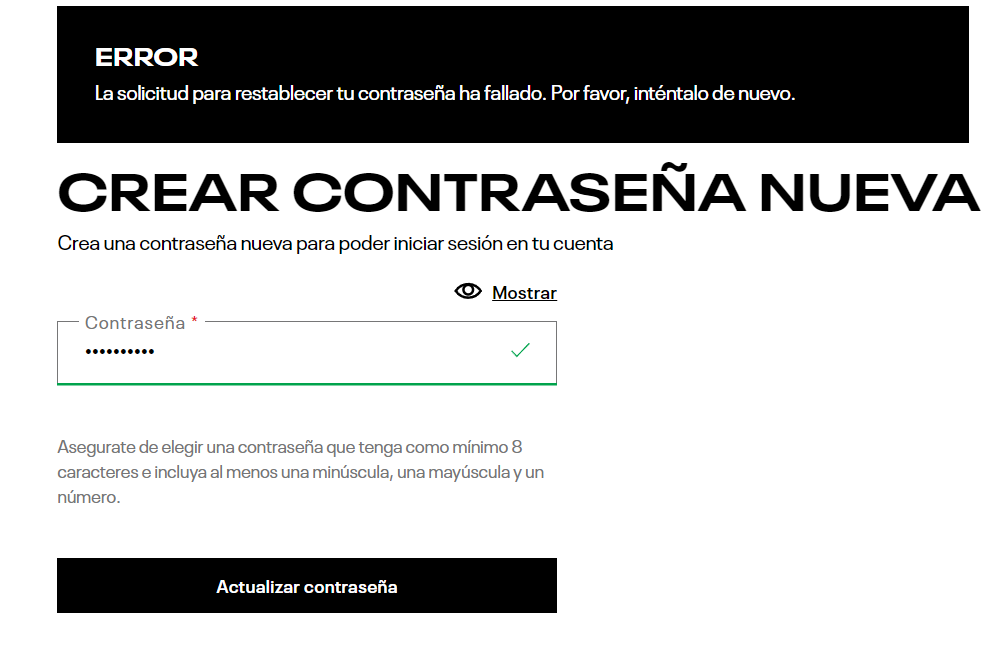 ERROR
La solicitud para restablecer tu contraseña ha fallado. Por favor, inténtalo de nuevo.
CREAR CONTRASEÑA NUEVA
Crea una contraseña nueva para poder iniciar sesión en tu cuenta
Mostrar
Contraseña *
••••••••••
Asegurate de elegir una contraseña que tenga como mínimo 8
caracteres e incluya al menos una minúscula, una mayúscula y un
número.
Actualizar contraseña